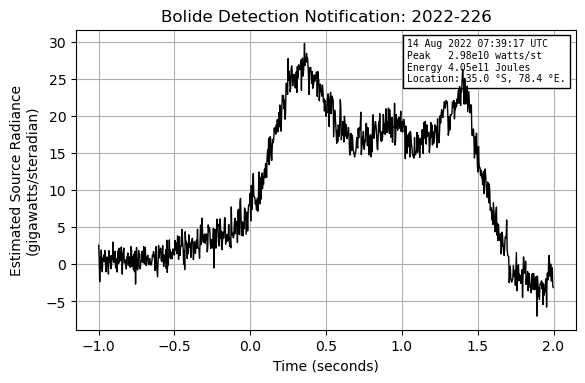 Bolide Detection Notification: 2022-226
14 Aug 2022 07:39:17 UTC
Peak 2.98e10 watts/st
Energy 4.05e11 Joules
Location: 35.0 °S, 78.4 °E.
Estimated Source Radiance
(gigawatts/steradian)
30
25
20
15
10
5
0
−5
−1.0 −0.5 0.0 0.5 1.0 1.5 2.0
Time (seconds)